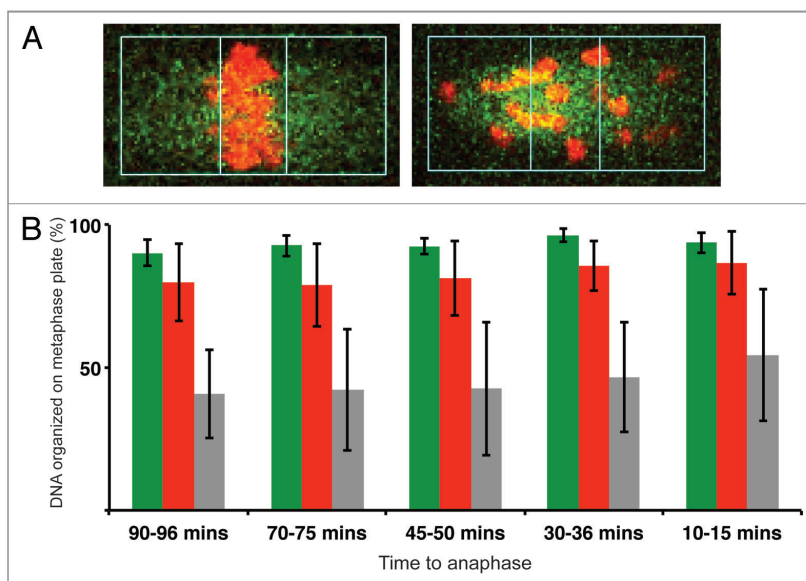 A
B
DNA organized on metaphase plate (%)
100
50
90-96 mins
70-75 mins
45-50 mins
30-36 mins
10-15 mins
Time to anaphase